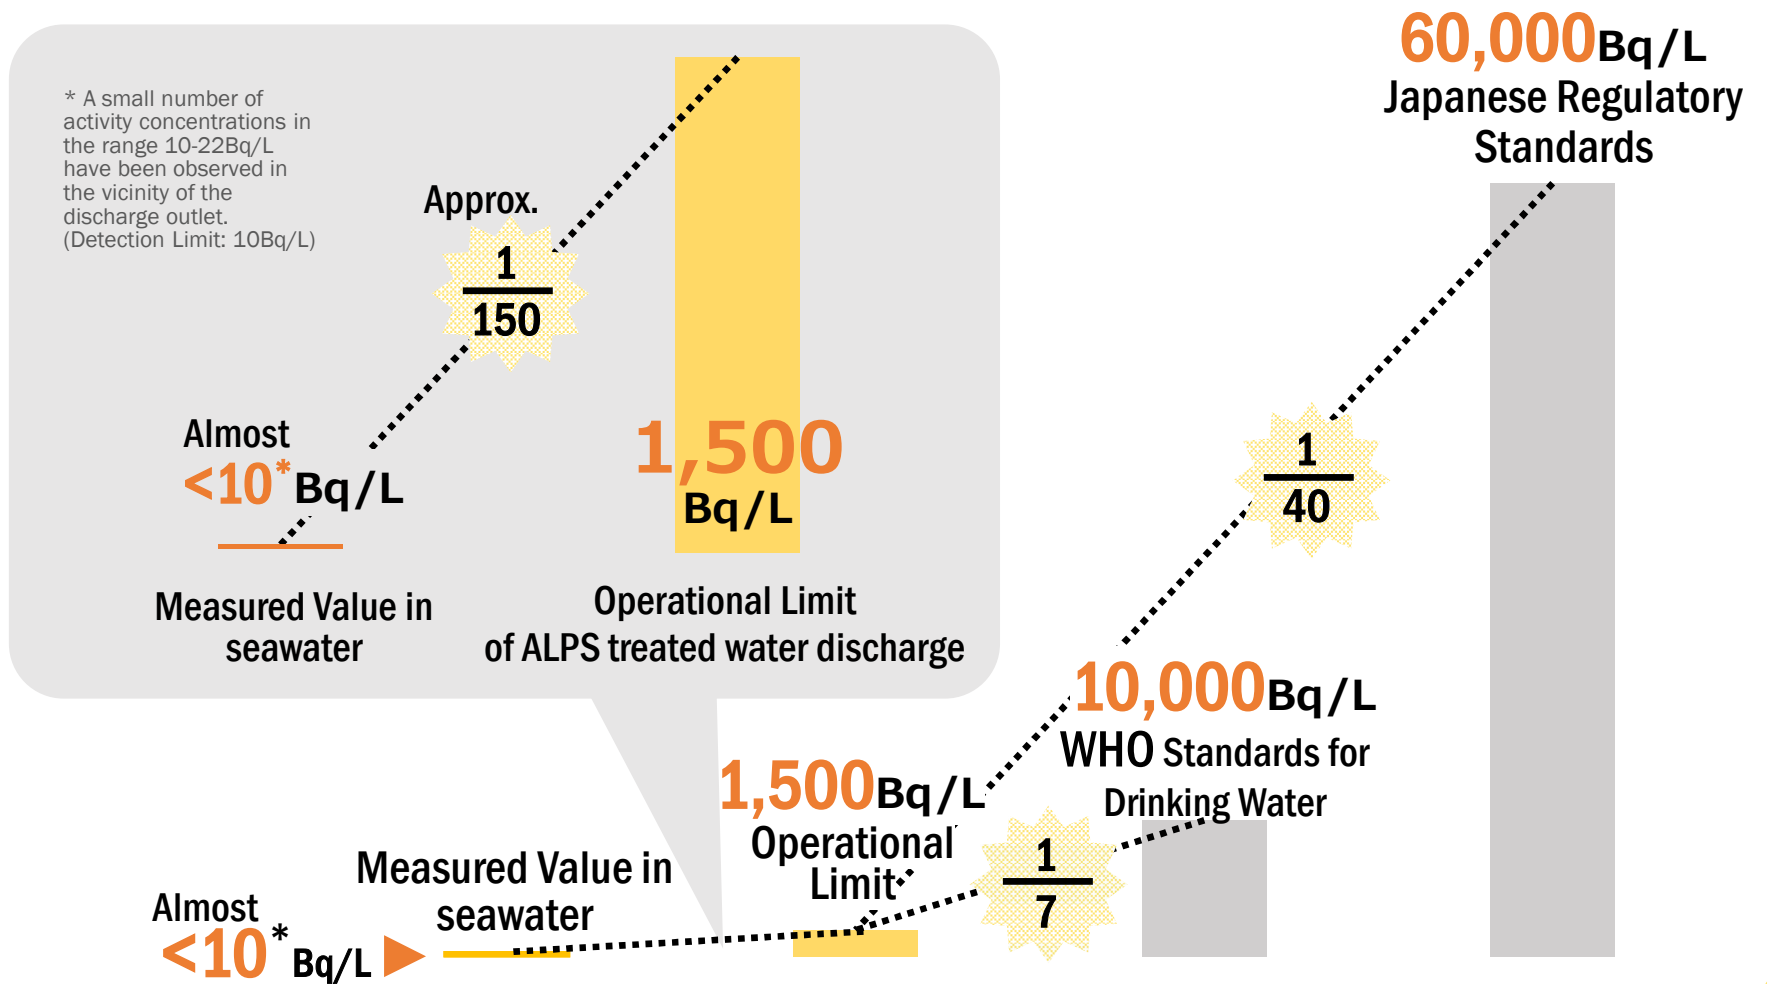 * A small number of
activity concentrations in
the range 10-22Bq/L
have been observed in
the vicinity of the
discharge outlet.
(Detection Limit: 10Bq/L)
Approx.
1
150
Almost
<10*Bq/L
Measured Value in
seawater
1,500
Bq/L
Operational Limit
of ALPS treated water discharge
60,000Bq/L
Japanese Regulatory
Standards
1
40
10,000Bq/L
WHO Standards for
Drinking Water
1,500Bq/L
Operational
Limit
1
7
Measured Value in
seawater
Almost
<10*Bq/L